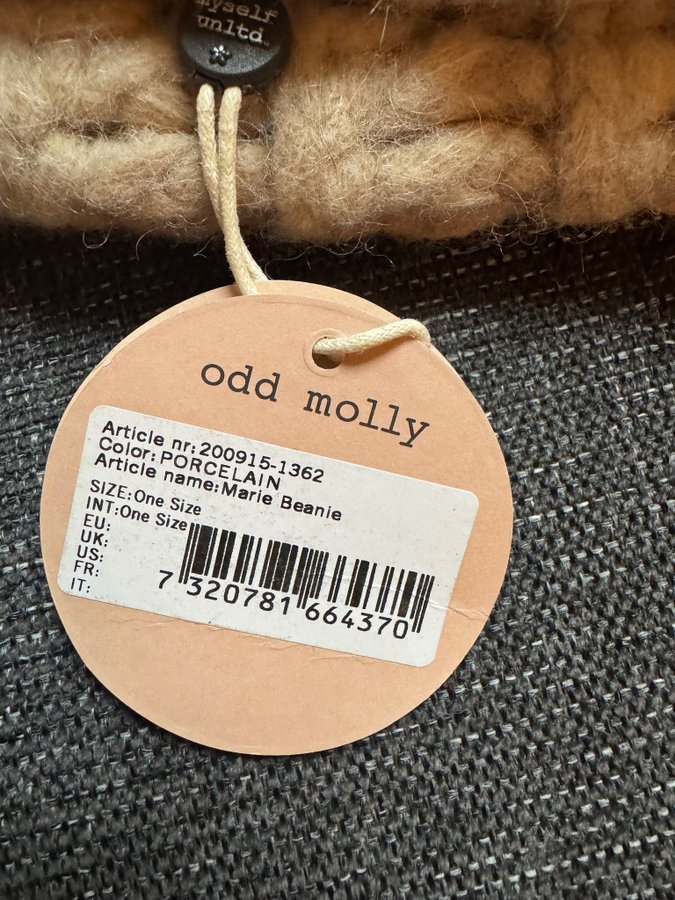 myself
unltd.
odd molly
Article nr:200915-1362
Color:PORCELAIN
Article name:Marie Beanie
SIZE:One Size
INT:One Size
EU:
UK:
US:
FR:
IT:
7 320781 664370